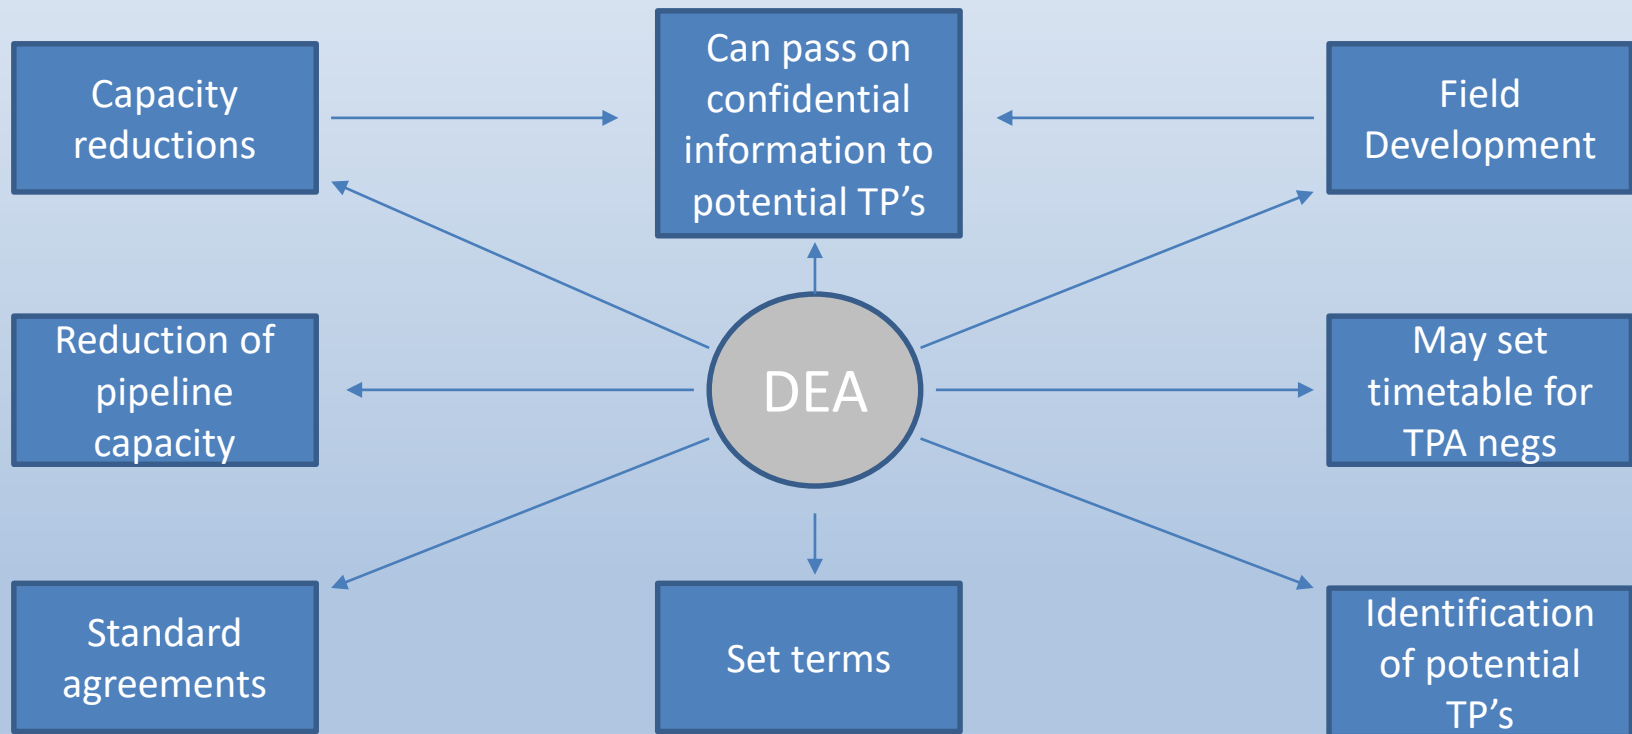 Capacity
reductions
Can pass on
confidential
information to
potential TP’s
Field
Development
Reduction of
pipeline
capacity
DEA
May set
timetable for
TPA negs
Standard
agreements
Set terms
Identification
of potential
TP’s